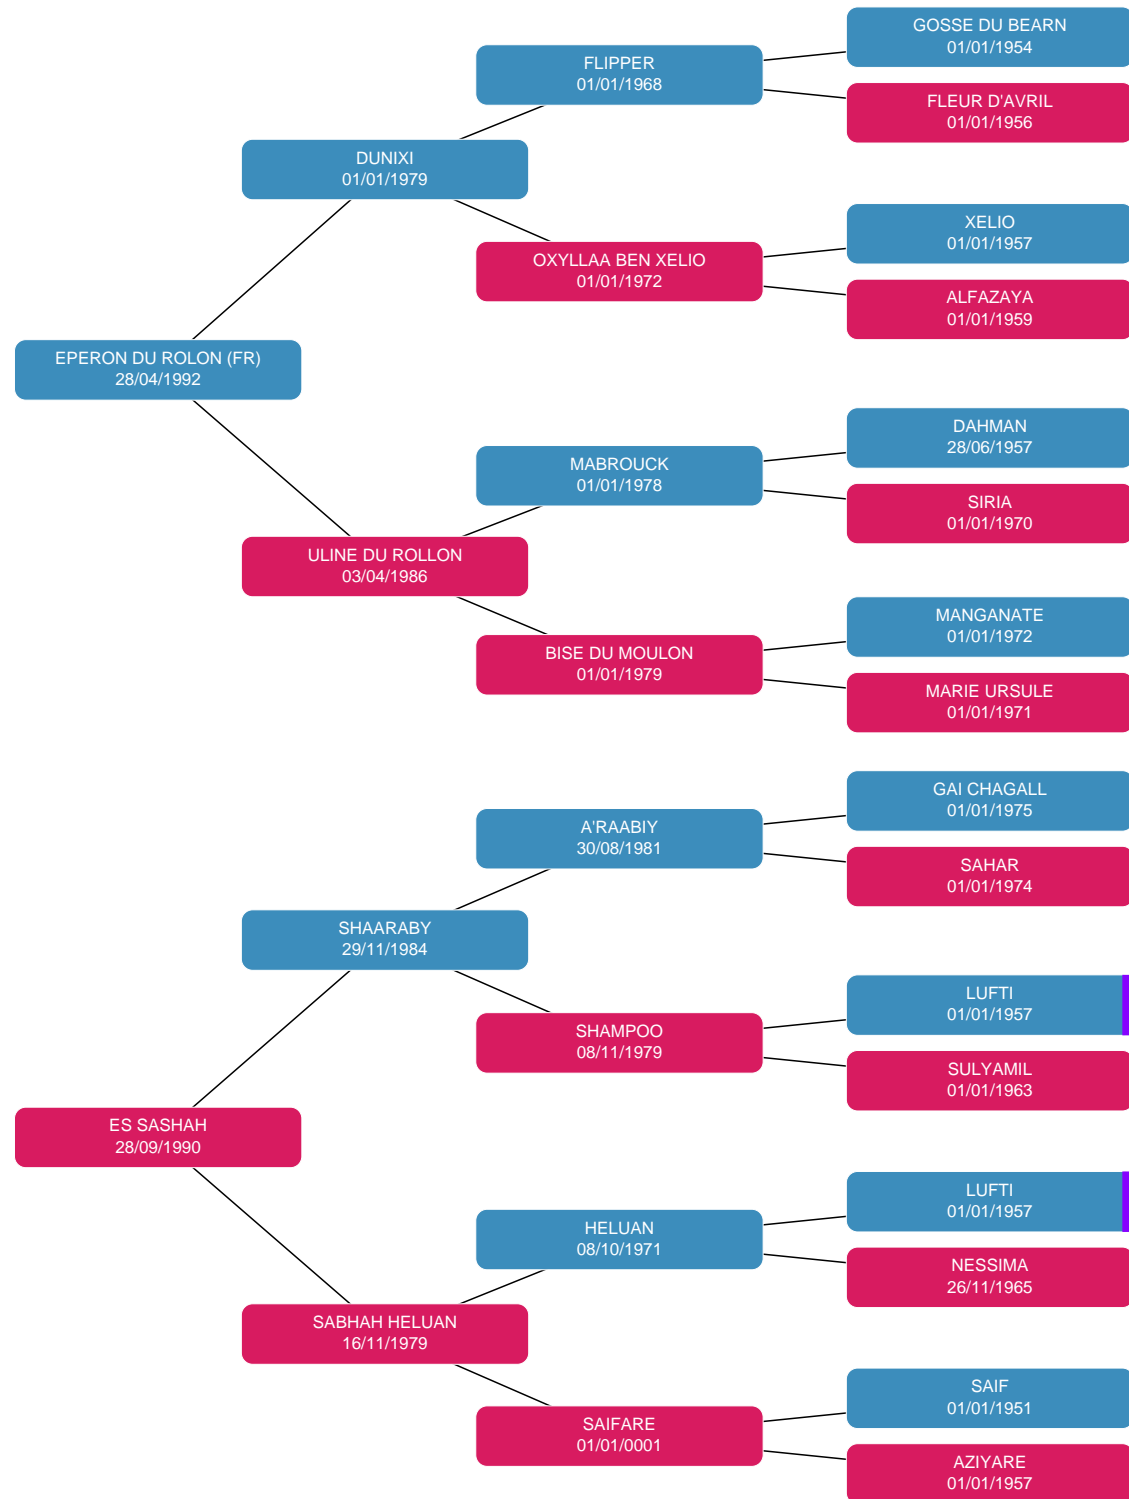 GOSSE DU BEARN
01/01/1954
FLIPPER
01/01/1968
FLEUR D'AVRIL
01/01/1956
DUNIXI
01/01/1979
XELIO
01/01/1957
OXYLLAA BEN XELIO
01/01/1972
ALFAZAYA
01/01/1959
EPERON DU ROLON (FR)
28/04/1992
DAHMAN
28/06/1957
MABROUCK
01/01/1978
SIRIA
01/01/1970
ULINE DU ROLLON
03/04/1986
MANGANATE
01/01/1972
BISE DU MOULON
01/01/1979
MARIE URSULE
01/01/1971
GAI CHAGALL
01/01/1975
A'RAABIY
30/08/1981
SAHAR
01/01/1974
SHAARABY
29/11/1984
LUFTI
01/01/1957
SHAMPOO
08/11/1979
SULYAMIL
01/01/1963
ES SASHAH
28/09/1990
LUFTI
01/01/1957
HELUAN
08/10/1971
NESSIMA
26/11/1965
SABHAH HELUAN
16/11/1979
SAIF
01/01/1951
SAIFARE
01/01/0001
AZIYARE
01/01/1957